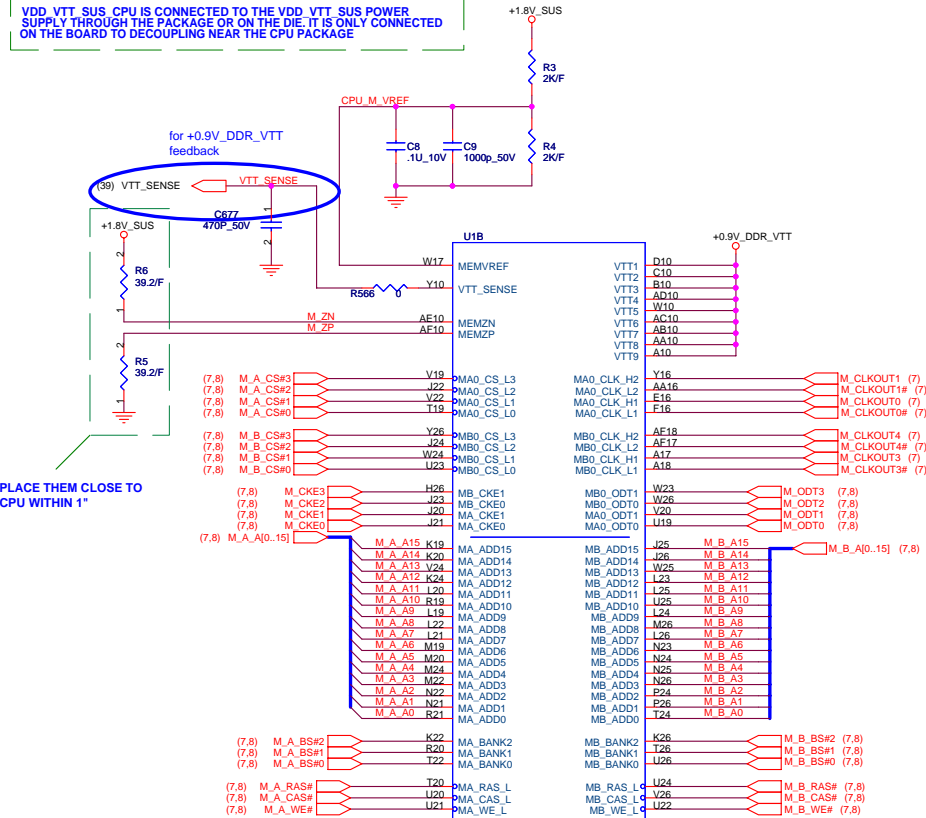 VDD_VTT_SUS_CPU IS CONNECTED TO THE VDD_VTT_SUS POWER
SUPPLY THROUGH THE PACKAGE OR ON THE DIE. IT IS ONLY CONNECTED
ON THE BOARD TO DECOUPLING NEAR THE CPU PACKAGE
+1.8V_SUS
R3
2K/F
CPU_M_VREF
C8
.1U_10V
C9
1000p_50V
R4
2K/F
for +0.9V_DDR_VTT
feedback
(39) VTT_SENSE
VTT_SENSE
C677
470P_50V
1
2
+1.8V_SUS
2
R6
39.2/F
1
2
R5
39.2/F
1
PLACE THEM CLOSE TO
CPU WITHIN 1"
R566 0
M_ZN
M_ZP
U1B
+0.9V_DDR_VTT
W17 MEMVREF
Y10 VTT_SENSE
AE10 MEMZN
AF10 MEMZP
VTT1 D10
VTT2 C10
VTT3 B10
VTT4 AD10
VTT5 W10
VTT6 AC10
VTT7 AB10
VTT8 AA10
VTT9 A10
(7,8) M_A_CS#3 V19 MA0_CS_L3
(7,8) M_A_CS#2 J22 MA0_CS_L2
(7,8) M_A_CS#1 V22 MA0_CS_L1
(7,8) M_A_CS#0 T19 MA0_CS_L0
MA0_CLK_H2 Y16 M_CLKOUT1 (7)
MA0_CLK_L2 AA16 M_CLKOUT1# (7)
MA0_CLK_H1 E16 M_CLKOUT0 (7)
MA0_CLK_L1 F16 M_CLKOUT0# (7)
(7,8) M_B_CS#3 Y26 MB0_CS_L3
(7,8) M_B_CS#2 J24 MB0_CS_L2
(7,8) M_B_CS#1 W24 MB0_CS_L1
(7,8) M_B_CS#0 U23 MB0_CS_L0
MB0_CLK_H2 AF18 M_CLKOUT4 (7)
MB0_CLK_L2 AF17 M_CLKOUT4# (7)
MB0_CLK_H1 A17 M_CLKOUT3 (7)
MB0_CLK_L1 A18 M_CLKOUT3# (7)
(7,8) M_CKE3 H26 MB_CKE1
(7,8) M_CKE2 J23 MB_CKE0
(7,8) M_CKE1 J20 MA_CKE1
(7,8) M_CKE0 J21 MA_CKE0
MB0_ODT1 W23 M_ODT3 (7,8)
MB0_ODT0 W26 M_ODT2 (7,8)
MA0_ODT1 V20 M_ODT1 (7,8)
MA0_ODT0 U19 M_ODT0 (7,8)
(7,8) M_A_A[0..15]
M_B_A[0..15] (7,8)
M_A_A15 K19 MA_ADD15 MB_ADD15 J25 M_B_A15
M_A_A14 K20 MA_ADD14 MB_ADD14 J26 M_B_A14
M_A_A13 V24 MA_ADD13 MB_ADD13 W25 M_B_A13
M_A_A12 K24 MA_ADD12 MB_ADD12 L23 M_B_A12
M_A_A11 L20 MA_ADD11 MB_ADD11 L25 M_B_A11
M_A_A10 R19 MA_ADD10 MB_ADD10 U25 M_B_A10
M_A_A9 L19 MA_ADD9 MB_ADD9 L24 M_B_A9
M_A_A8 L22 MA_ADD8 MB_ADD8 M26 M_B_A8
M_A_A7 L21 MA_ADD7 MB_ADD7 L26 M_B_A7
M_A_A6 M19 MA_ADD6 MB_ADD6 N23 M_B_A6
M_A_A5 M20 MA_ADD5 MB_ADD5 N24 M_B_A5
M_A_A4 M24 MA_ADD4 MB_ADD4 N25 M_B_A4
M_A_A3 M22 MA_ADD3 MB_ADD3 N26 M_B_A3
M_A_A2 N22 MA_ADD2 MB_ADD2 P24 M_B_A2
M_A_A1 N21 MA_ADD1 MB_ADD1 P26 M_B_A1
M_A_A0 R21 MA_ADD0 MB_ADD0 T24 M_B_A0
(7,8) M_A_BS#2 K22 MA_BANK2 MB_BANK2 K26 M_B_BS#2 (7,8)
(7,8) M_A_BS#1 R20 MA_BANK1 MB_BANK1 T26 M_B_BS#1 (7,8)
(7,8) M_A_BS#0 T22 MA_BANK0 MB_BANK0 U26 M_B_BS#0 (7,8)
(7,8) M_A_RAS# T20 MA_RAS_L MB_RAS_L U24 M_B_RAS# (7,8)
(7,8) M_A_CAS# U20 MA_CAS_L MB_CAS_L V26 M_B_CAS# (7,8)
(7,8) M_A_WE# U21 MA_WE_L MB_WE_L U22 M_B_WE# (7,8)